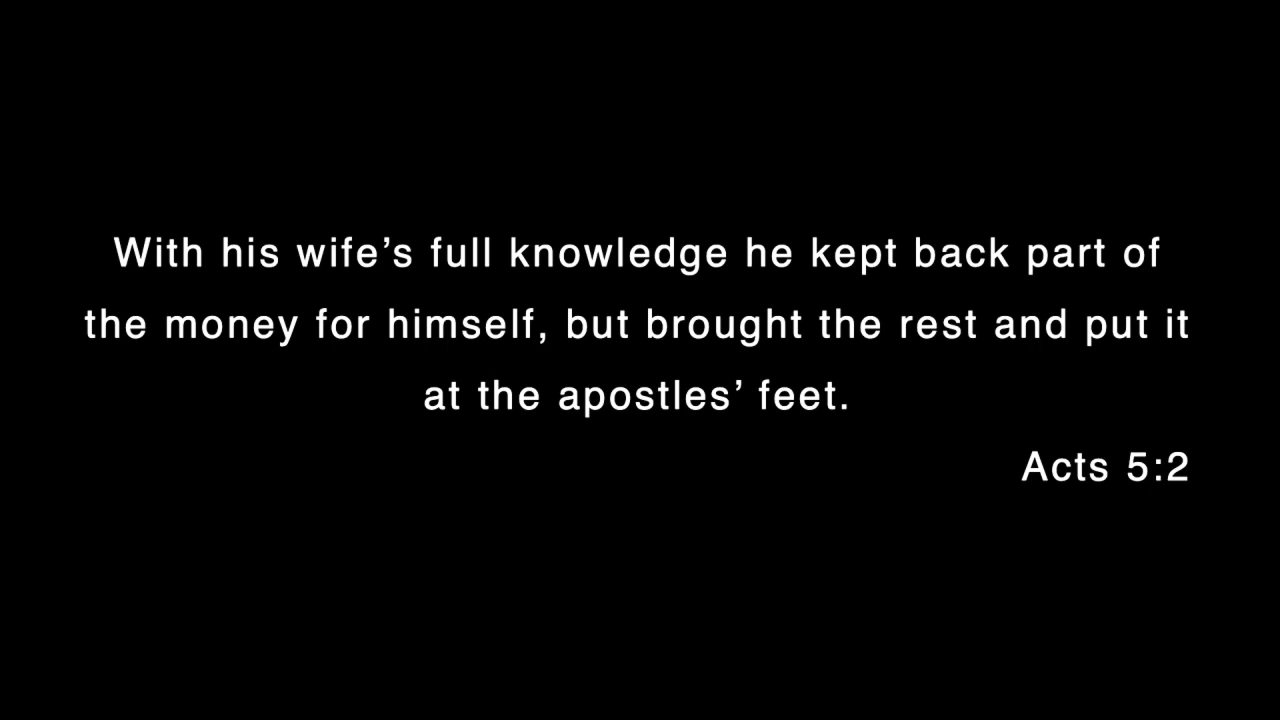 With his wife’s full knowledge he kept back part of
the money for himself, but brought the rest and put it
at the apostles’ feet.
Acts 5:2